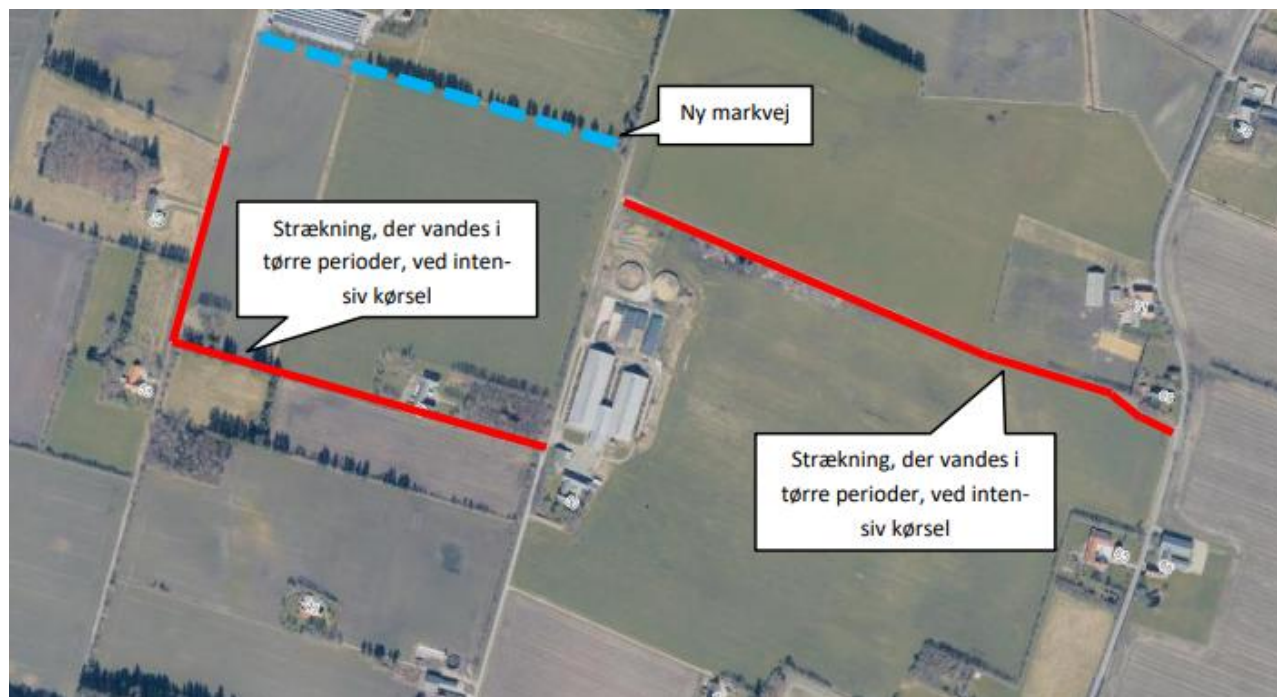 Ny markvej
Strækning, der vandes i
tørre perioder, ved inten-
siv kørsel
Strækning, der vandes i
tørre perioder, ved inten-
siv kørsel